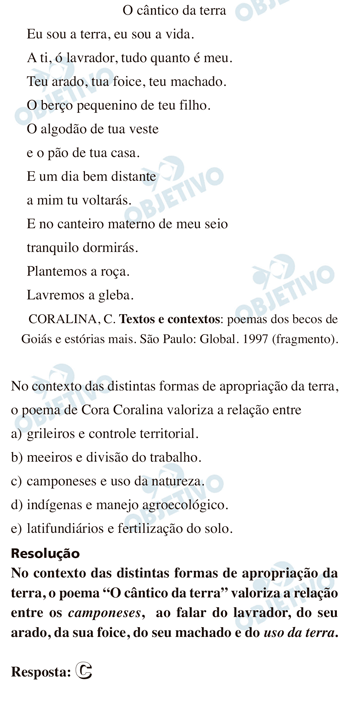 O cântico da terra
Eu sou a terra, eu sou a vida.
A ti, ó lavrador, tudo quanto é meu.
Teu arado, tua foice, teu machado.
O berço pequenino de teu filho.
O algodão de tua veste
e o pão de tua casa.
E um dia bem distante
a mim tu voltarás.
E no canteiro materno de meu seio
tranquilo dormirás.
Plantemos a roça.
Lavremos a gleba.
CORALINA, C. Textos e contextos: poemas dos becos de
Goiás e estórias mais. São Paulo: Global. 1997 (fragmento).
No contexto das distintas formas de apropriação da terra,
o poema de Cora Coralina valoriza a relação entre
a) grileiros e controle territorial.
b) meeiros e divisão do trabalho.
c) camponeses e uso da natureza.
d) indígenas e manejo agroecológico.
e) latifundiários e fertilização do solo.
Resolução
No contexto das distintas formas de apropriação da
terra, o poema “O cântico da terra” valoriza a relação
entre os camponeses, ao falar do lavrador, do seu
arado, da sua foice, do seu machado e do uso da terra.
Resposta: C
OBJETIVO
OBJETIVO
OBJETIVO
OBJETIVO
OBJETIVO
OBJETIVO
OBJETIVO